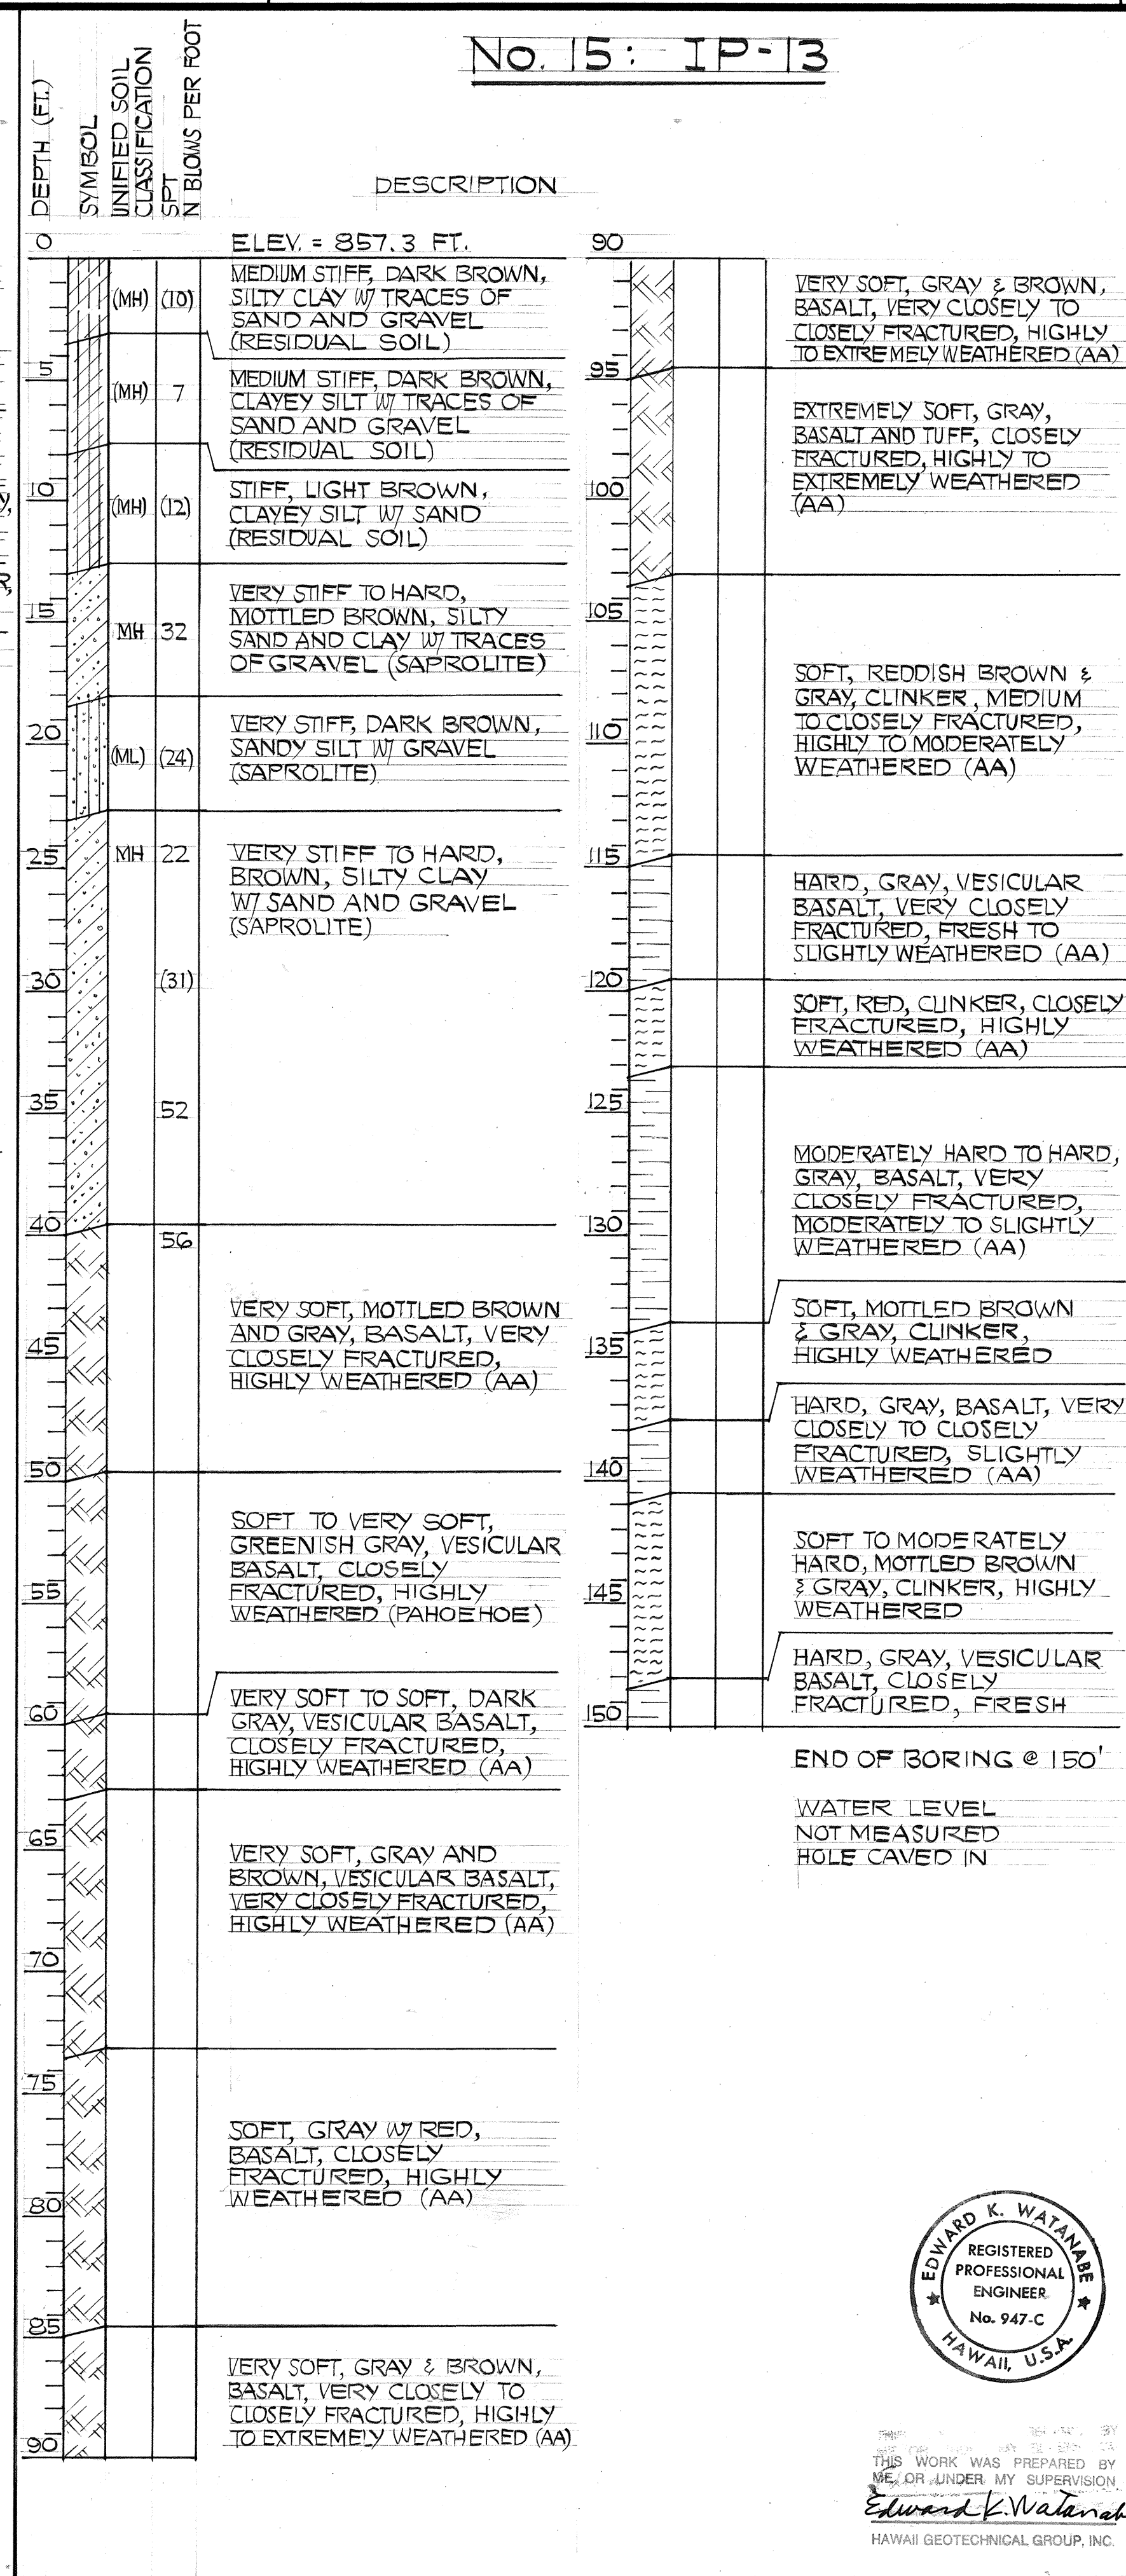 No. 15: IP-13
DEPTH (FT.)
SYMBOL
UNIFIED SOIL
CLASSIFICATION
SPT
N BLOWS PER FOOT
DESCRIPTION
0
ELEV. = 857.3 FT.
(MH) (10)
MEDIUM STIFF, DARK BROWN,
SILTY CLAY W/ TRACES OF
SAND AND GRAVEL
(RESIDUAL SOIL)
5
(MH) 7
MEDIUM STIFF, DARK BROWN,
CLAYEY SILT W/ TRACES OF
SAND AND GRAVEL
(RESIDUAL SOIL)
10
(MH) (12)
STIFF, LIGHT BROWN,
CLAYEY SILT W/ SAND
(RESIDUAL SOIL)
15
MH 32
VERY STIFF TO HARD,
MOTTLED BROWN, SILTY
SAND AND CLAY W/ TRACES
OF GRAVEL (SAPROLITE)
20
(ML) (24)
VERY STIFF, DARK BROWN,
SANDY SILT W/ GRAVEL
(SAPROLITE)
25
MH 22
VERY STIFF TO HARD,
BROWN, SILTY CLAY
W/ SAND AND GRAVEL
(SAPROLITE)
30
(31)
35
52
40
56
VERY SOFT, MOTTLED BROWN
AND GRAY, BASALT, VERY
CLOSELY FRACTURED,
HIGHLY WEATHERED (AA)
45
50
SOFT TO VERY SOFT,
GREENISH GRAY, VESICULAR
BASALT, CLOSELY
FRACTURED, HIGHLY
WEATHERED (PAHOEHOE)
55
60
VERY SOFT TO SOFT, DARK
GRAY, VESICULAR BASALT,
CLOSELY FRACTURED,
HIGHLY WEATHERED (AA)
65
VERY SOFT, GRAY AND
BROWN, VESICULAR BASALT,
VERY CLOSELY FRACTURED,
HIGHLY WEATHERED (AA)
70
75
SOFT, GRAY W/ RED,
BASALT, CLOSELY
FRACTURED, HIGHLY
WEATHERED (AA)
80
85
VERY SOFT, GRAY & BROWN,
BASALT, VERY CLOSELY TO
CLOSELY FRACTURED, HIGHLY
TO EXTREMELY WEATHERED (AA)
90
90
VERY SOFT, GRAY & BROWN,
BASALT, VERY CLOSELY TO
CLOSELY FRACTURED, HIGHLY
TO EXTREMELY WEATHERED (AA)
95
EXTREMELY SOFT, GRAY,
BASALT AND TUFF, CLOSELY
FRACTURED, HIGHLY TO
EXTREMELY WEATHERED
(AA)
100
105
SOFT, REDDISH BROWN &
GRAY, CLINKER, MEDIUM
TO CLOSELY FRACTURED,
HIGHLY TO MODERATELY
WEATHERED (AA)
110
115
HARD, GRAY, VESICULAR
BASALT, VERY CLOSELY
FRACTURED, FRESH TO
SLIGHTLY WEATHERED (AA)
120
SOFT, RED, CLINKER, CLOSELY
FRACTURED, HIGHLY
WEATHERED (AA)
125
MODERATELY HARD TO HARD,
GRAY, BASALT, VERY
CLOSELY FRACTURED,
MODERATELY TO SLIGHTLY
WEATHERED (AA)
130
SOFT, MOTTLED BROWN
& GRAY, CLINKER,
HIGHLY WEATHERED
135
HARD, GRAY, BASALT, VERY
CLOSELY TO CLOSELY
FRACTURED, SLIGHTLY
WEATHERED (AA)
140
SOFT TO MODERATELY
HARD, MOTTLED BROWN
& GRAY, CLINKER, HIGHLY
WEATHERED
145
HARD, GRAY, VESICULAR
BASALT, CLOSELY
FRACTURED, FRESH
150
END OF BORING @ 150'
WATER LEVEL
NOT MEASURED
HOLE CAVED IN
EDWARD K. WATANABE
REGISTERED
PROFESSIONAL
ENGINEER
No. 947-C
HAWAII, U.S.A.
THIS WORK WAS PREPARED BY
ME OR UNDER MY SUPERVISION
Edward K. Watanab
HAWAII GEOTECHNICAL GROUP, INC.